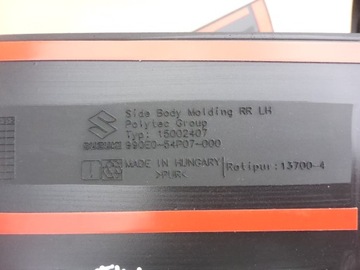 Side Body Molding RR LH
Polytec Group
Typ: 15002407
SUZUKI 990E0-64P07-000
MADE IN HUNGARY
>PUR<
Rotipur: 13700-4